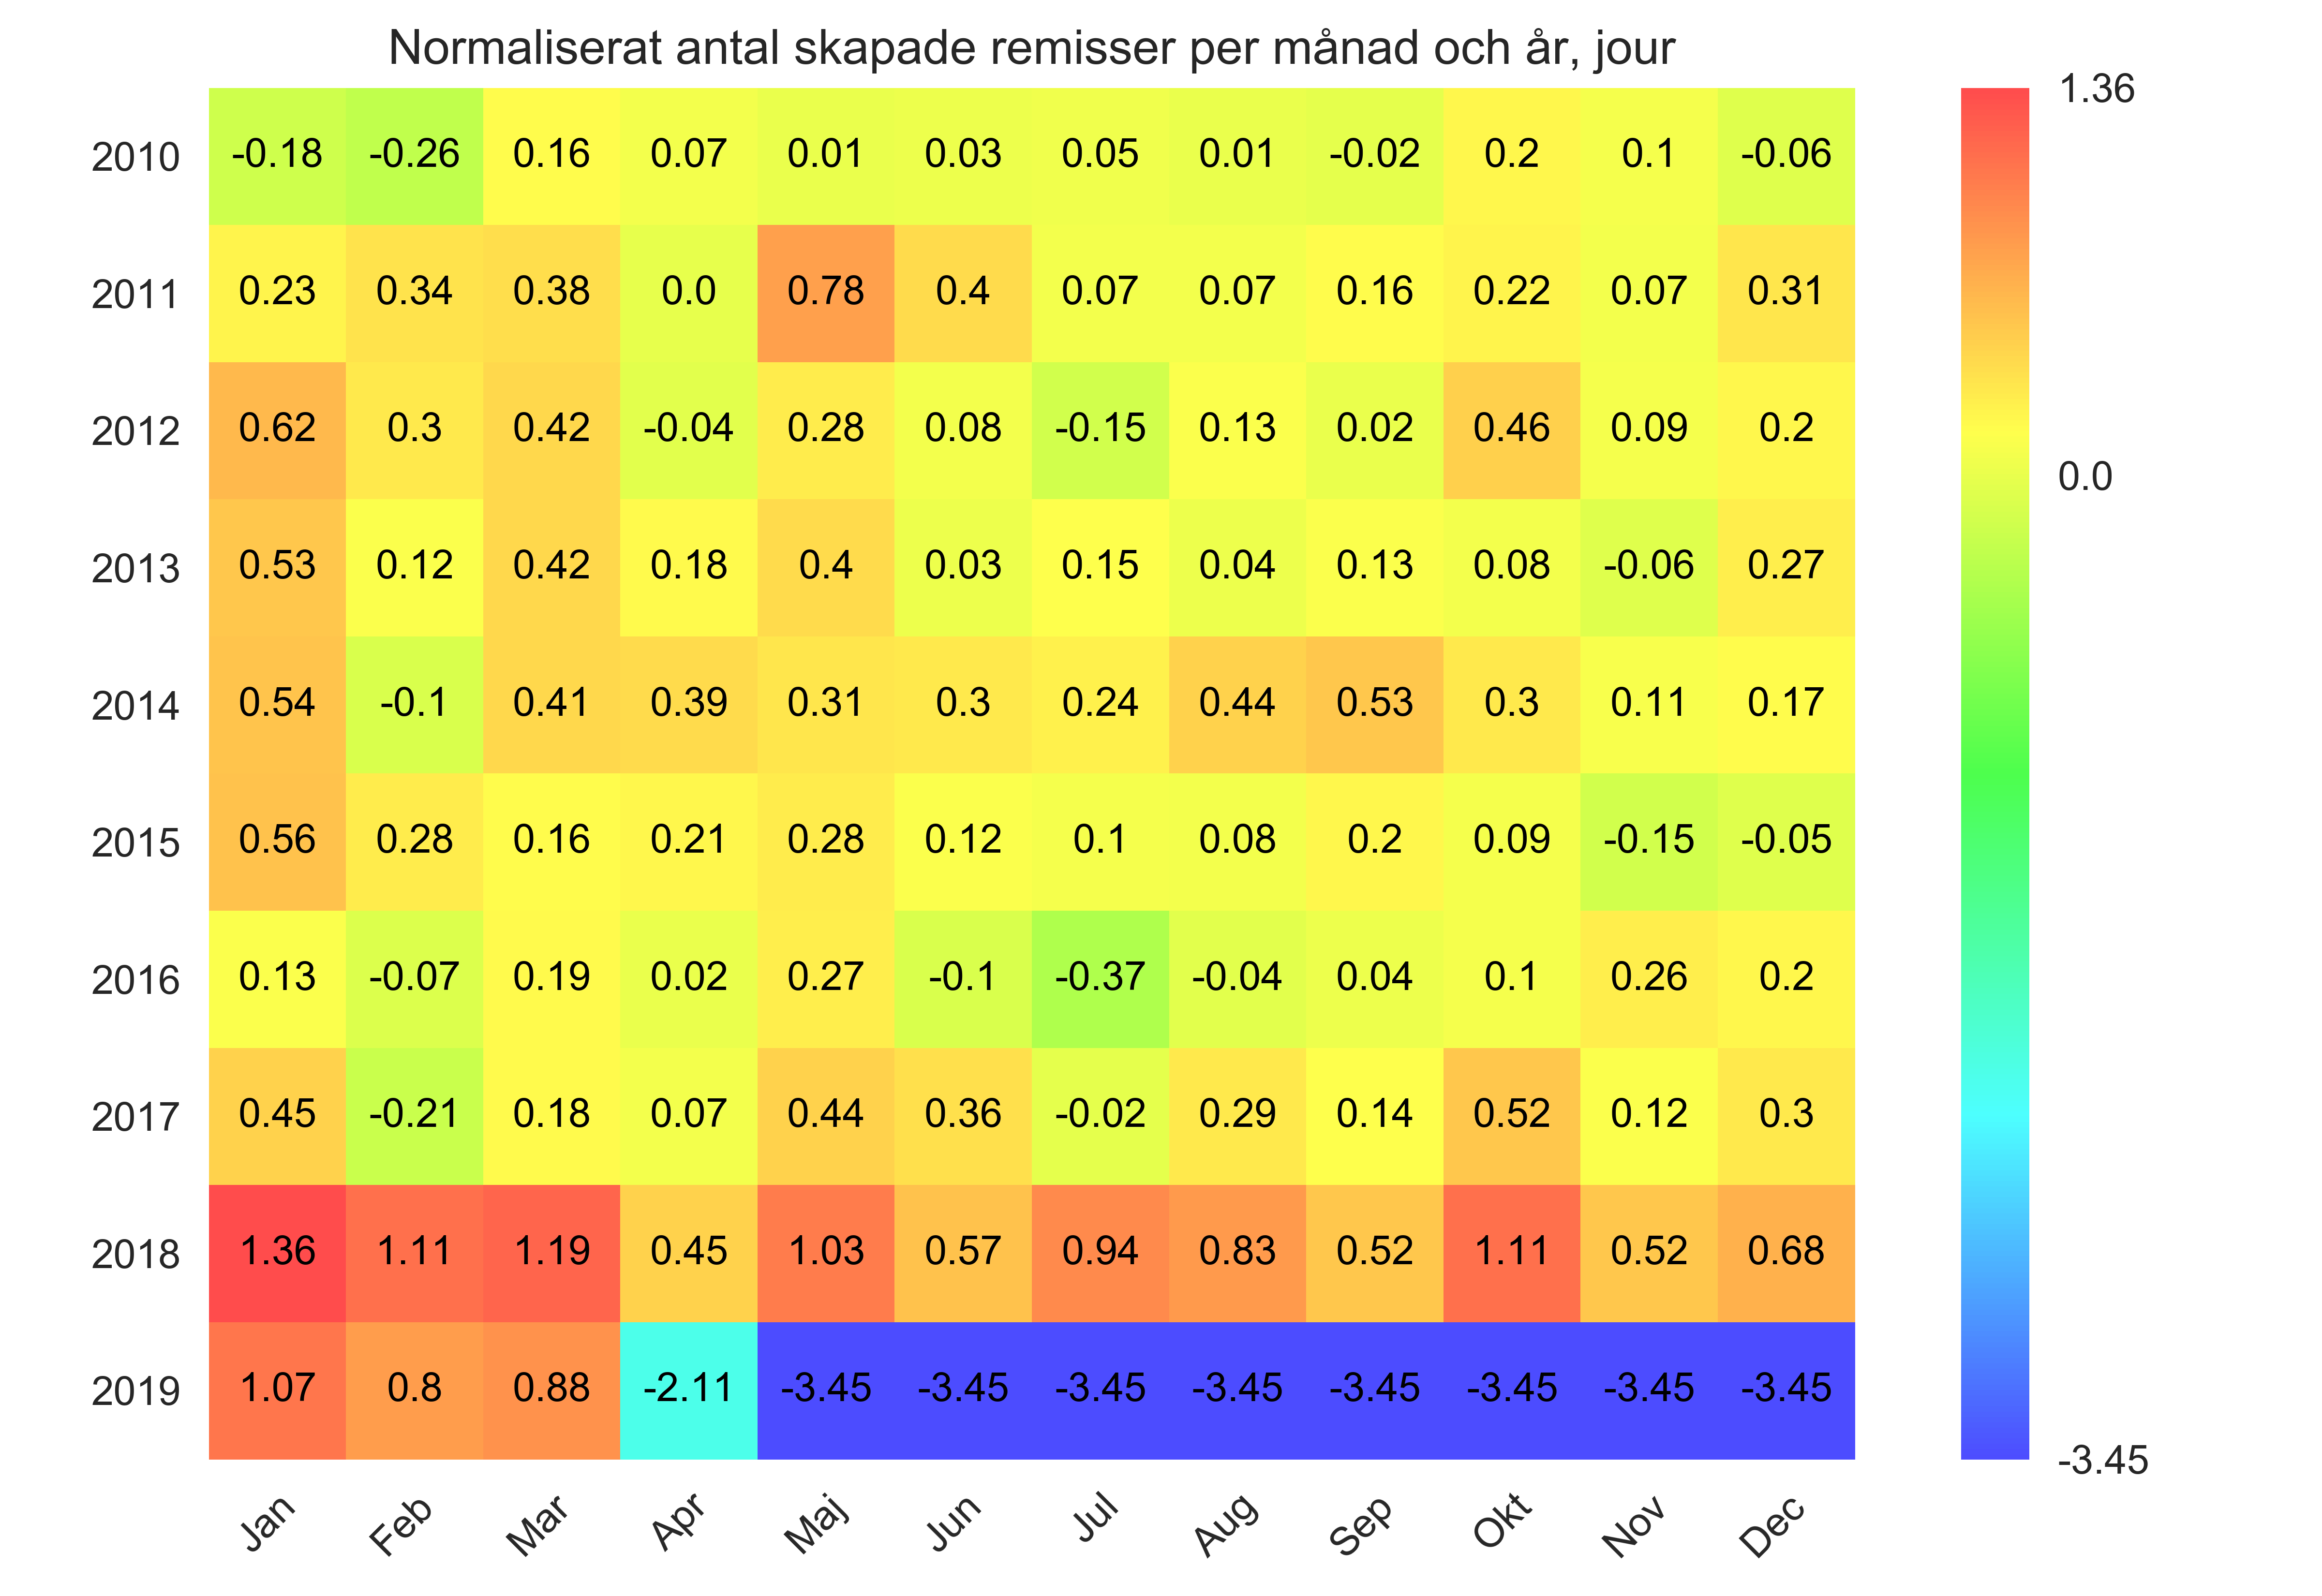 Normaliserat antal skapade remisser per månad och år, jour
2010 -0.18 -0.26 0.16 0.07 0.01 0.03 0.05 0.01 -0.02 0.2 0.1 -0.06
2011 0.23 0.34 0.38 0.0 0.78 0.4 0.07 0.07 0.16 0.22 0.07 0.31
2012 0.62 0.3 0.42 -0.04 0.28 0.08 -0.15 0.13 0.02 0.46 0.09 0.2
2013 0.53 0.12 0.42 0.18 0.4 0.03 0.15 0.04 0.13 0.08 -0.06 0.27
2014 0.54 -0.1 0.41 0.39 0.31 0.3 0.24 0.44 0.53 0.3 0.11 0.17
2015 0.56 0.28 0.16 0.21 0.28 0.12 0.1 0.08 0.2 0.09 -0.15 -0.05
2016 0.13 -0.07 0.19 0.02 0.27 -0.1 -0.37 -0.04 0.04 0.1 0.26 0.2
2017 0.45 -0.21 0.18 0.07 0.44 0.36 -0.02 0.29 0.14 0.52 0.12 0.3
2018 1.36 1.11 1.19 0.45 1.03 0.57 0.94 0.83 0.52 1.11 0.52 0.68
2019 1.07 0.8 0.88 -2.11 -3.45 -3.45 -3.45 -3.45 -3.45 -3.45 -3.45 -3.45
Jan Feb Mar Apr Maj Jun Jul Aug Sep Okt Nov Dec
1.36
0.0
-3.45